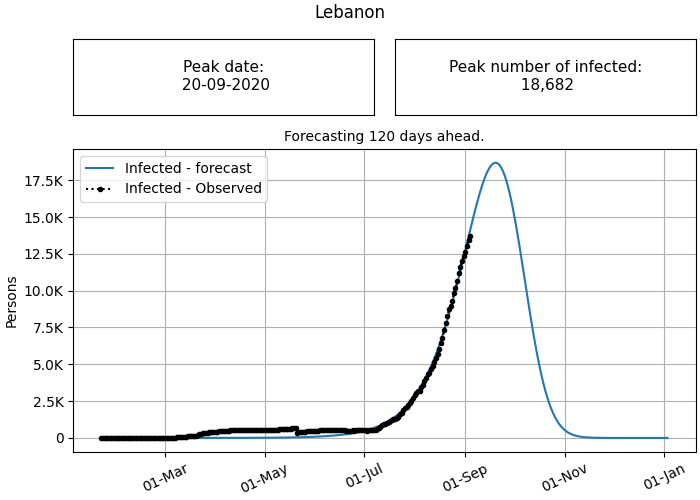 Lebanon
Peak date:
20-09-2020
Peak number of infected:
18,682
Forecasting 120 days ahead.
Infected - forecast
Infected - Observed
17.5K
15.0K
12.5K
10.0K
7.5K
5.0K
2.5K
0
Persons
01-Mar
01-May
01-Jul
01-Sep
01-Nov
01-Jan